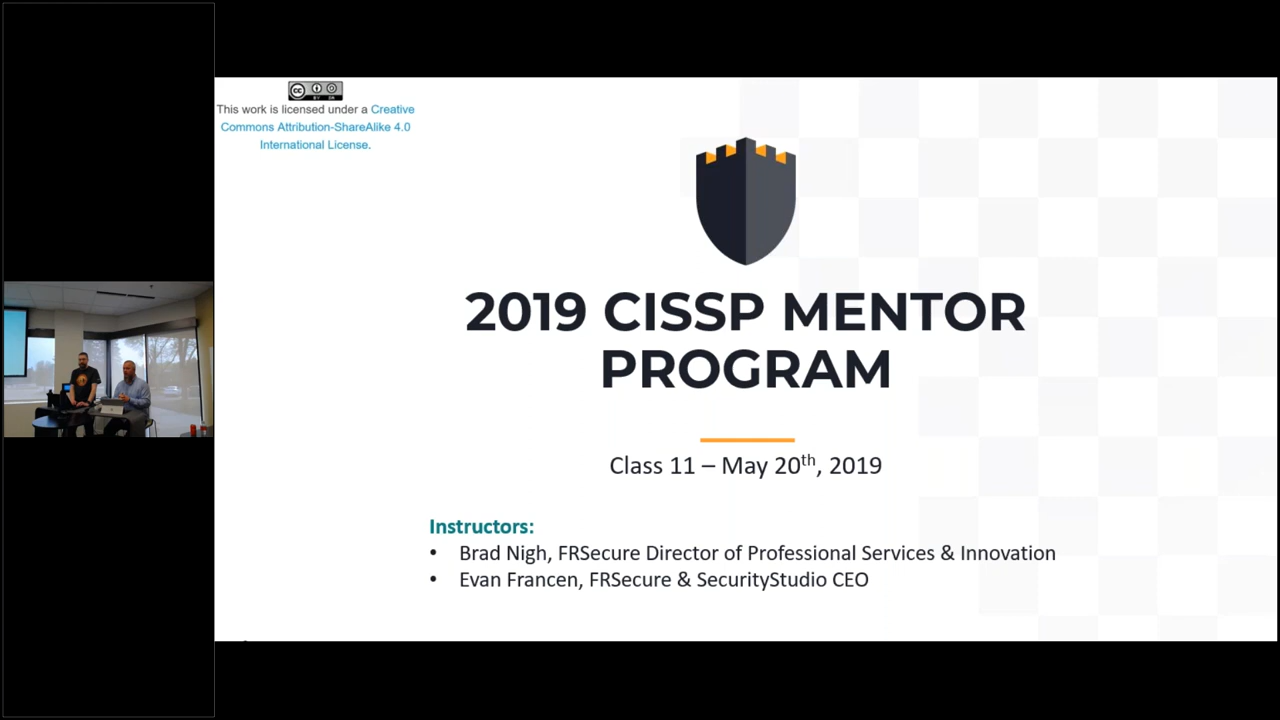 This work is licensed under a Creative
Commons Attribution-ShareAlike 4.0
International License.
2019 CISSP MENTOR
PROGRAM
Class 11 – May 20th, 2019
Instructors:
• Brad Nigh, FRSecure Director of Professional Services & Innovation
• Evan Francen, FRSecure & SecurityStudio CEO